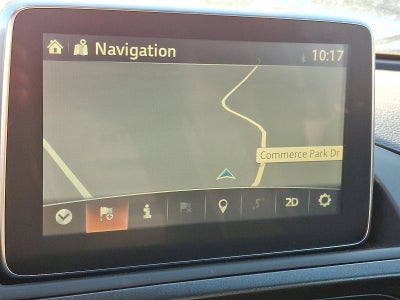 Navigation 10:17
Commerce Park Dr
2D